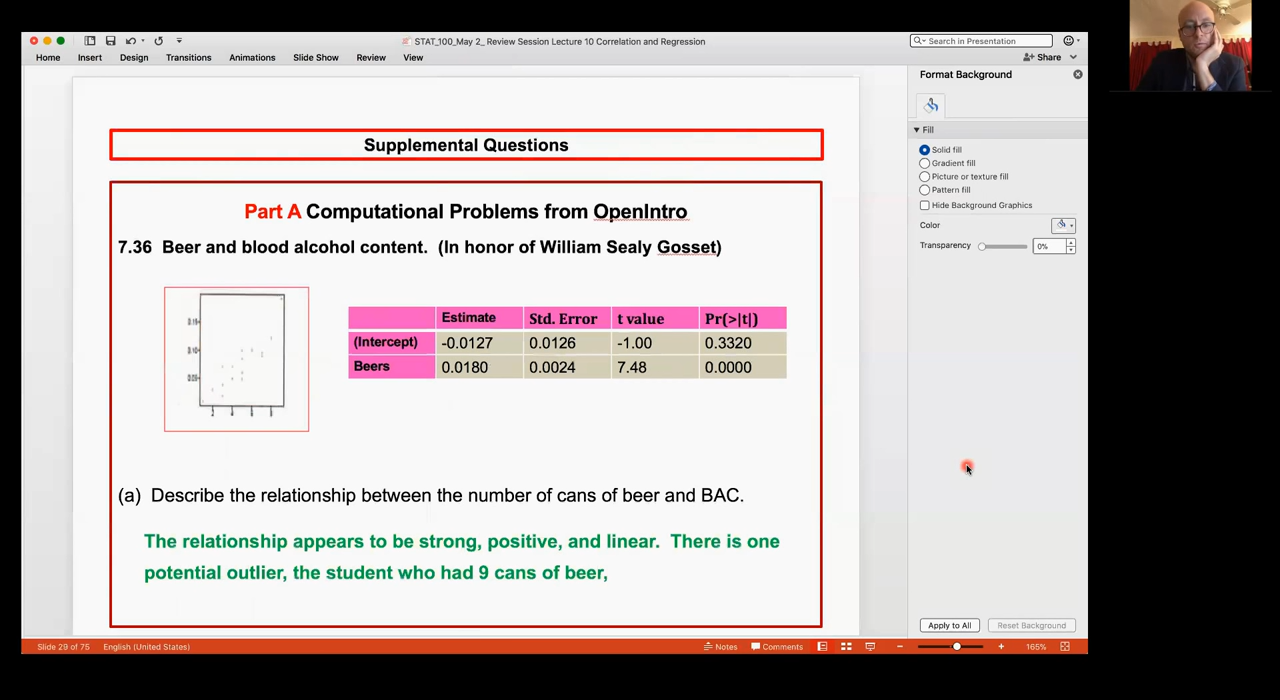 STAT_100_May 2_ Review Session Lecture 10 Correlation and Regression
Search in Presentation
Home Insert Design Transitions Animations Slide Show Review View
Share
Format Background
Fill
Solid fill
Gradient fill
Picture or texture fill
Pattern fill
Hide Background Graphics
Color
Transparency 0%
Apply to All Reset Background
Supplemental Questions
Part A Computational Problems from OpenIntro
7.36 Beer and blood alcohol content. (In honor of William Sealy Gosset)
0.10
2 4 6 8
Estimate Std. Error t value Pr(>|t|)
(Intercept) -0.0127 0.0126 -1.00 0.3320
Beers 0.0180 0.0024 7.48 0.0000
(a) Describe the relationship between the number of cans of beer and BAC.
The relationship appears to be strong, positive, and linear. There is one
potential outlier, the student who had 9 cans of beer,
Slide 29 of 75 English (United States) Notes Comments 165%